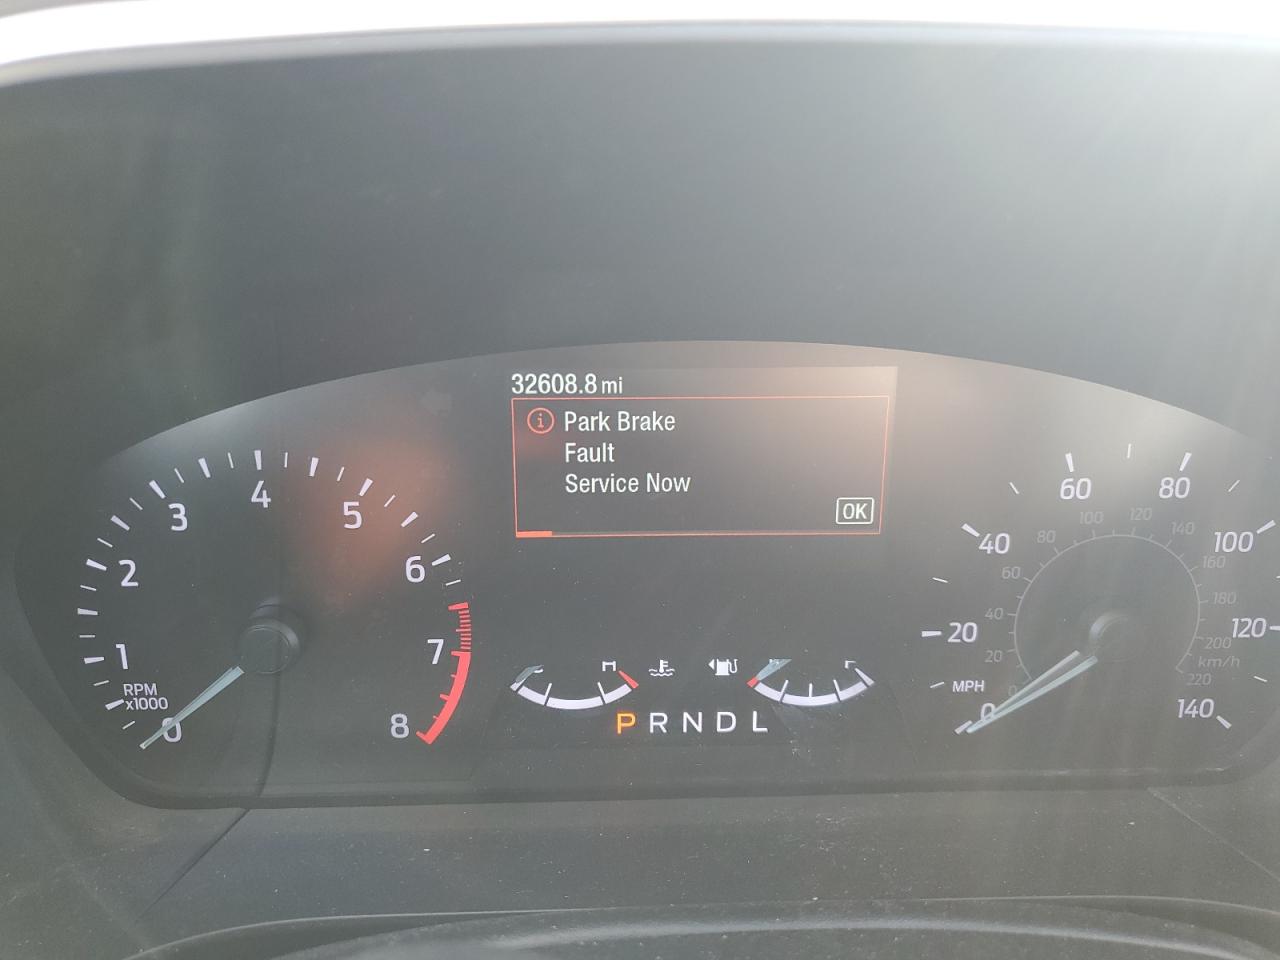 32608.8 mi
i Park Brake
Fault
Service Now
OK
0 1 2 3 4 5 6 7 8
RPM
x1000
H
P R N D L
0 20 40 60 80 100 120 140
MPH
0 20 40 60 80 100 120 140 160 180 200 220
km/h